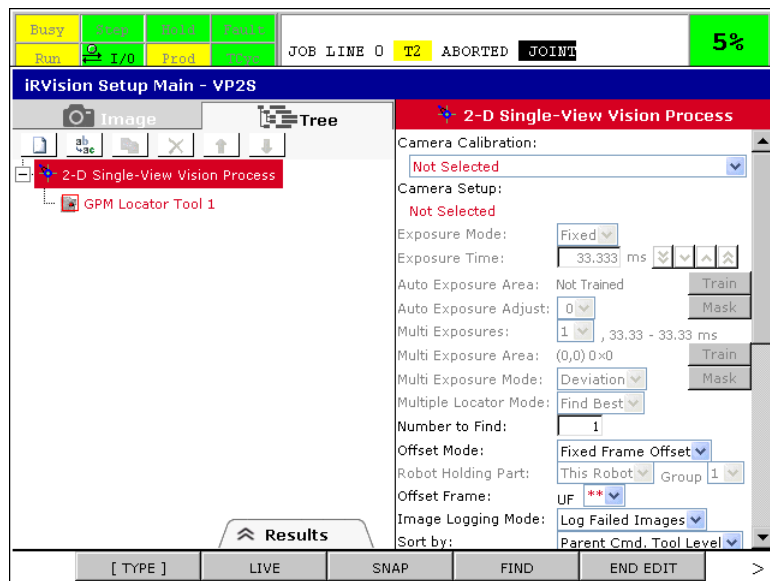 Busy Step Hold Fault
Run I/O Prod TCyc JOB LINE 0 T2 ABORTED JOINT 5%
iRVision Setup Main - VP2S
Image Tree 2-D Single-View Vision Process
Camera Calibration:
Not Selected
2-D Single-View Vision Process
GPM Locator Tool 1
Camera Setup:
Not Selected
Exposure Mode: Fixed
Exposure Time: 33.333 ms
Auto Exposure Area: Not Trained Train
Auto Exposure Adjust: 0 Mask
Multi Exposures: 1 , 33.33 - 33.33 ms
Multi Exposure Area: (0,0) 0×0 Train
Multi Exposure Mode: Deviation Mask
Multiple Locator Mode: Find Best
Number to Find: 1
Offset Mode: Fixed Frame Offset
Robot Holding Part: This Robot Group 1
Offset Frame: UF **
Image Logging Mode: Log Failed Images
Sort by: Parent Cmd. Tool Level
Results
[ TYPE ] LIVE SNAP FIND END EDIT >